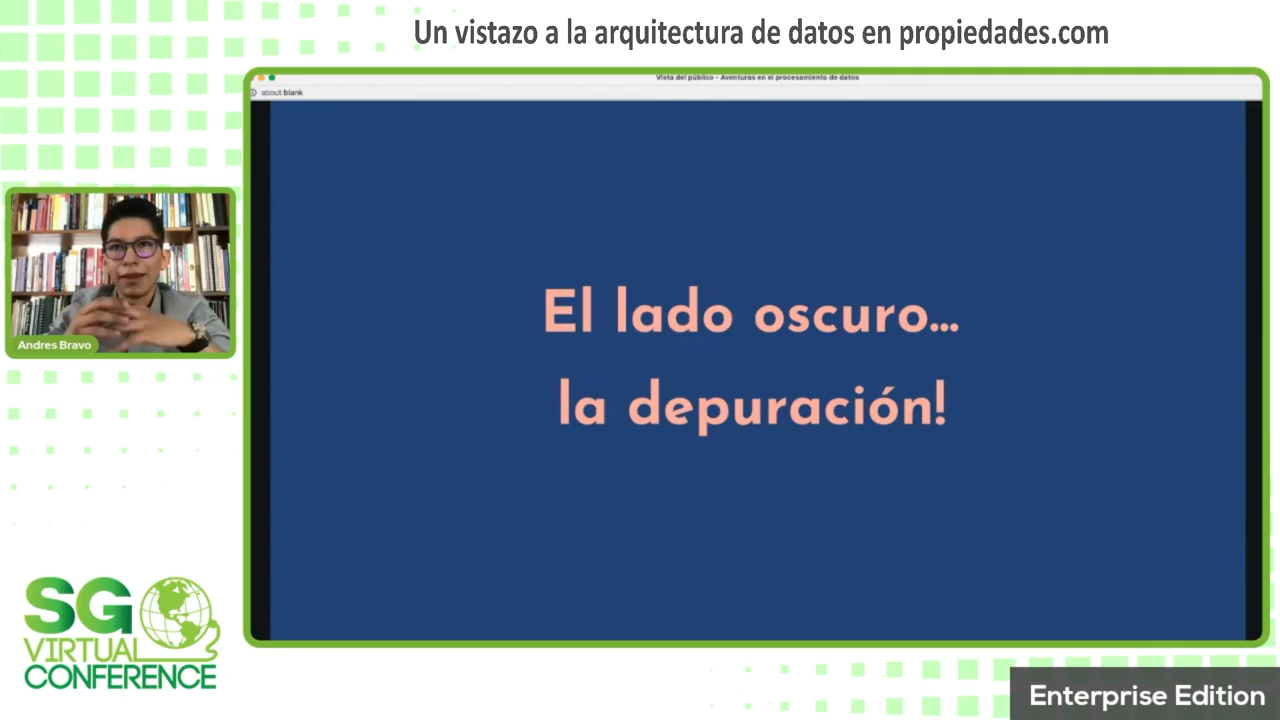 Un vistazo a la arquitectura de datos en propiedades.com
Vista del público - Aventuras en el procesamiento de datos
about:blank
El lado oscuro...
la depuración!
Andres Bravo
SG
VIRTUAL
CONFERENCE
Enterprise Edition